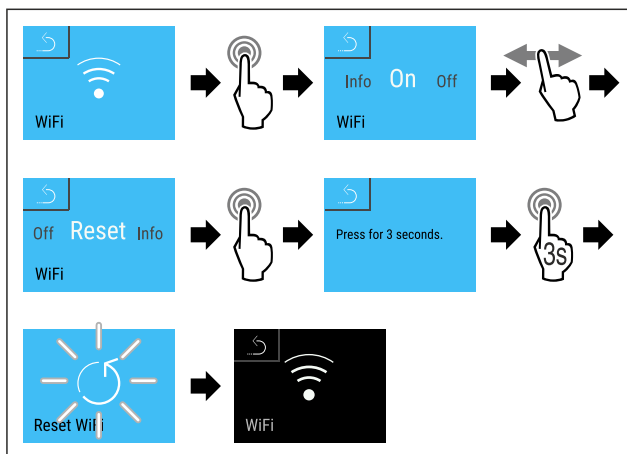 WiFi
Info On Off
WiFi
Off Reset Info
WiFi
Press for 3 seconds.
3s
Reset WiFi
WiFi